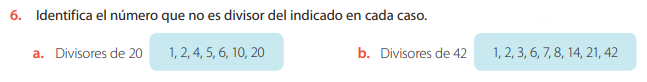 6. Identifica el número que no es divisor del indicado en cada caso.
a. Divisores de 20 1, 2, 4, 5, 6, 10, 20 b. Divisores de 42 1, 2, 3, 6, 7, 8, 14, 21, 42